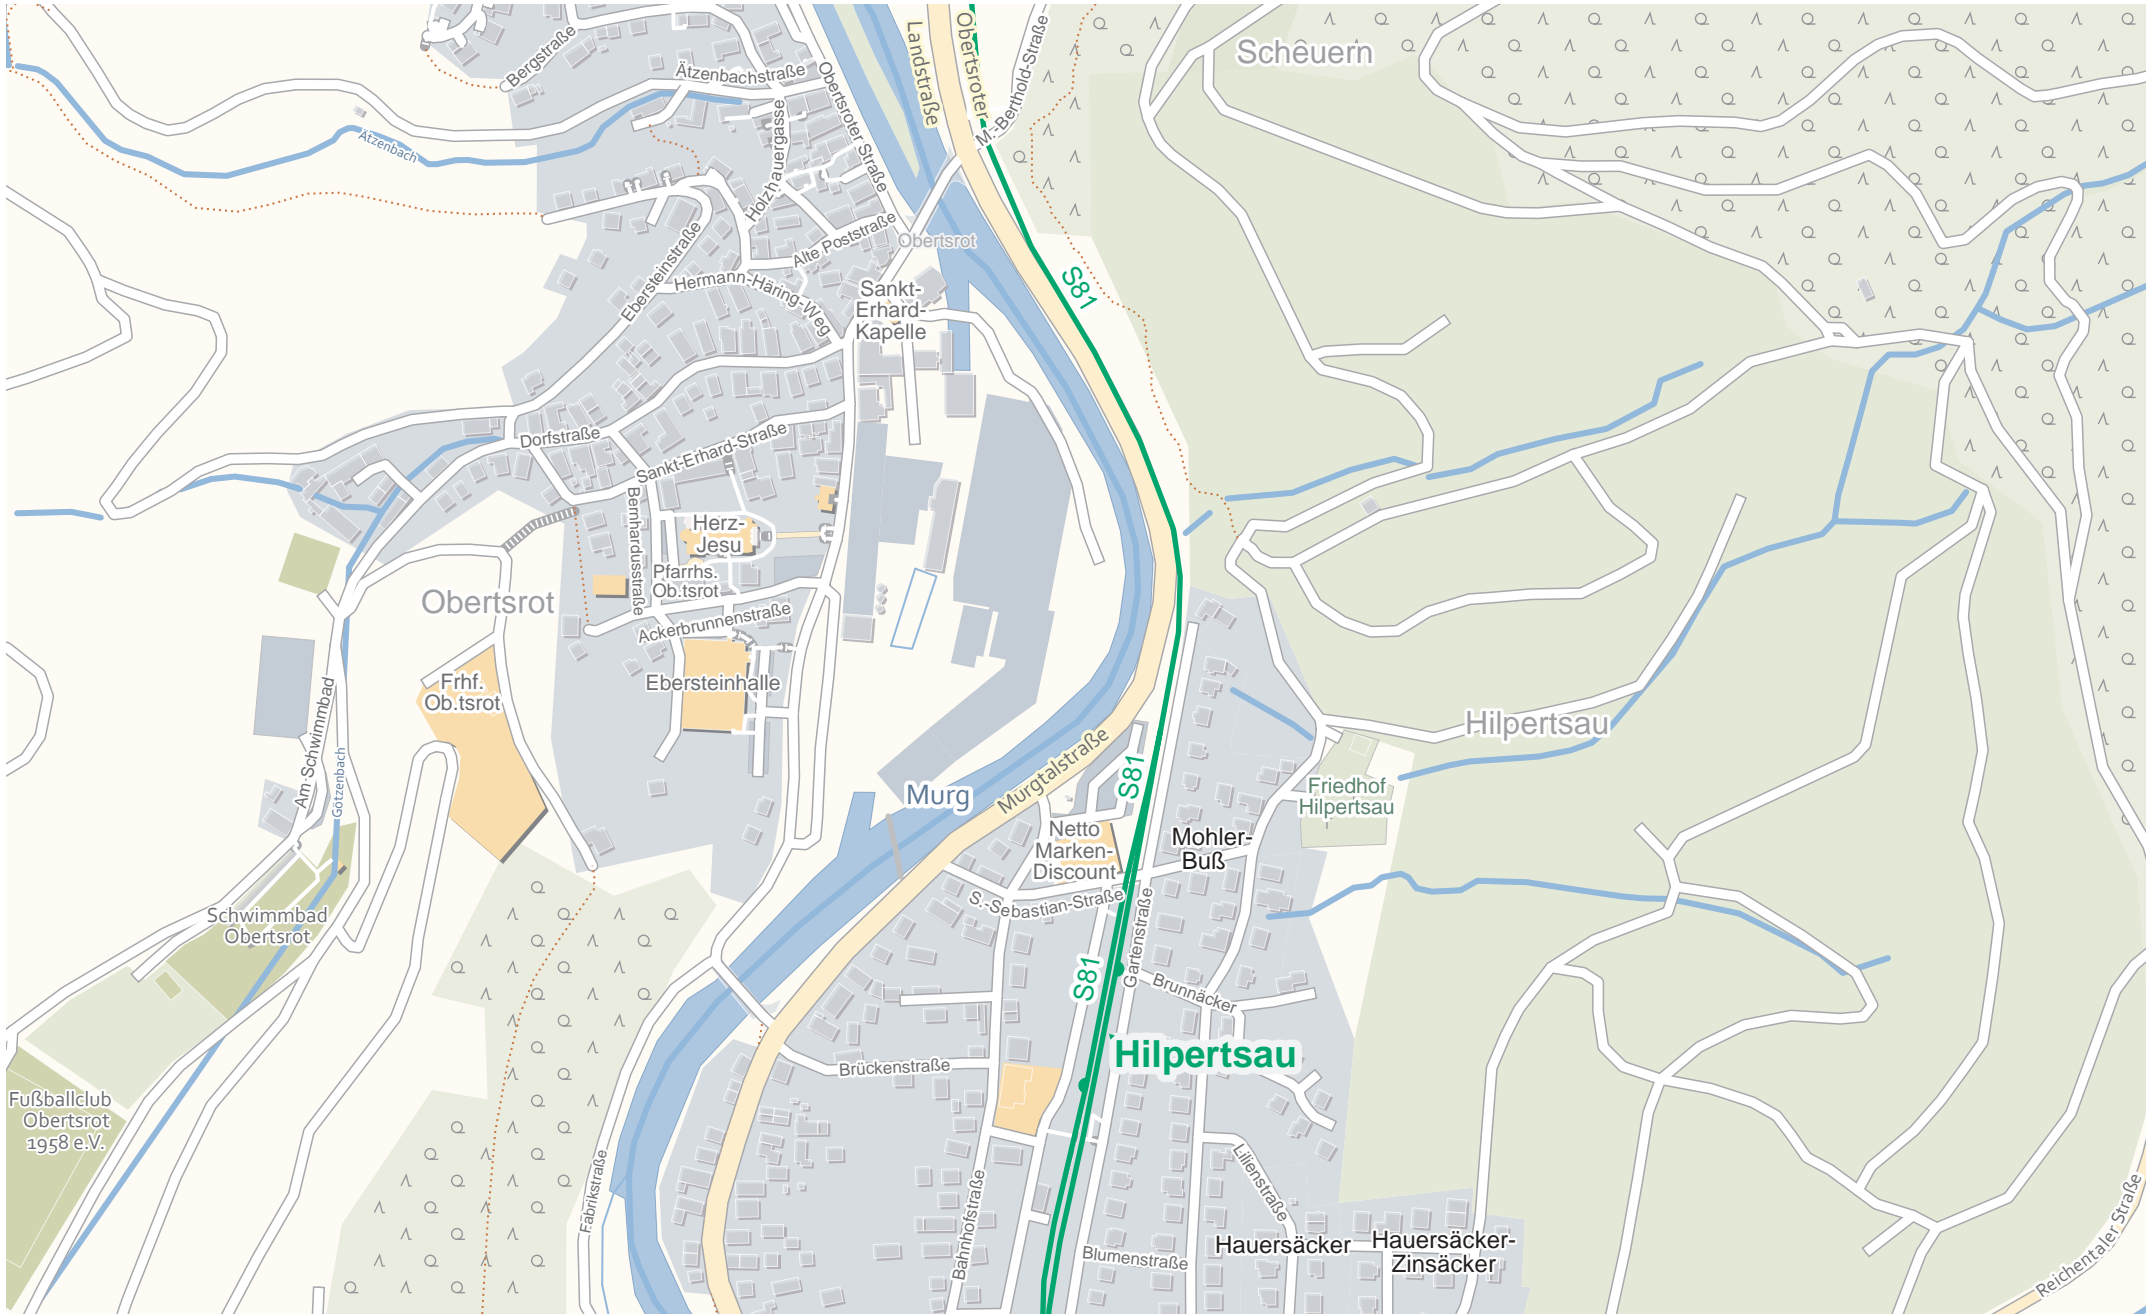 Scheuern
Bergstraße
Ätzenbachstraße
Obertsroter Straße
Landstraße
Obertsroter
M.-Berthold-Straße
Ätzenbach
Holzhauergasse
Alte Poststraße
Obertsrot
Ebersteinstraße
Hermann-Häring-Weg
Sankt-
Erhard-
Kapelle
S81
Dorfstraße
Sankt-Erhard-Straße
Bernhardusstraße
Herz-
Jesu
Pfarrhs.
Ob.tsrot
Obertsrot
Ackerbrunnenstraße
Frhf.
Ob.tsrot
Ebersteinhalle
Am Schwimmbad
Götzenbach
Hilpertsau
Murg
Murgtalstraße
S81
Friedhof
Hilpertsau
Netto
Marken-
Discount
Mohler-
Buß
S.-Sebastian-Straße
Gartenstraße
Schwimmbad
Obertsrot
S81
Brunnäcker
Hilpertsau
Brückenstraße
Fußballclub
Obertsrot
1958 e.V.
Fabrikstraße
Bahnhofstraße
Lilienstraße
Blumenstraße
Hauersäcker
Hauersäcker-
Zinsäcker
Reichentaler Straße